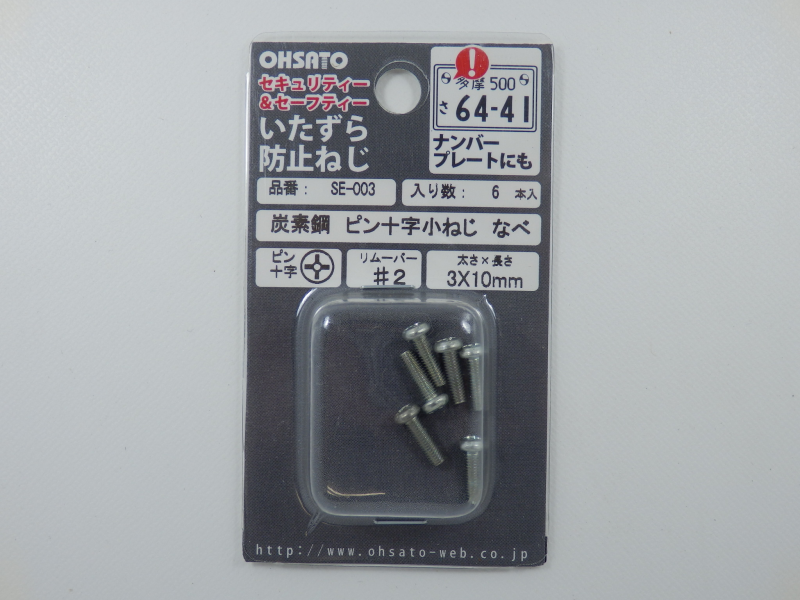 OHSATO
セキュリティー
&セーフティー
いたずら
防止ねじ
!
多摩 500
さ 64-41
ナンバー
プレートにも
品番: SE-003
入り数: 6 本入
炭素鋼 ピン十字小ねじ なべ
ピン
十字
リムーバー
#2
太さ×長さ
3X10mm
http://www.ohsato-web.co.jp